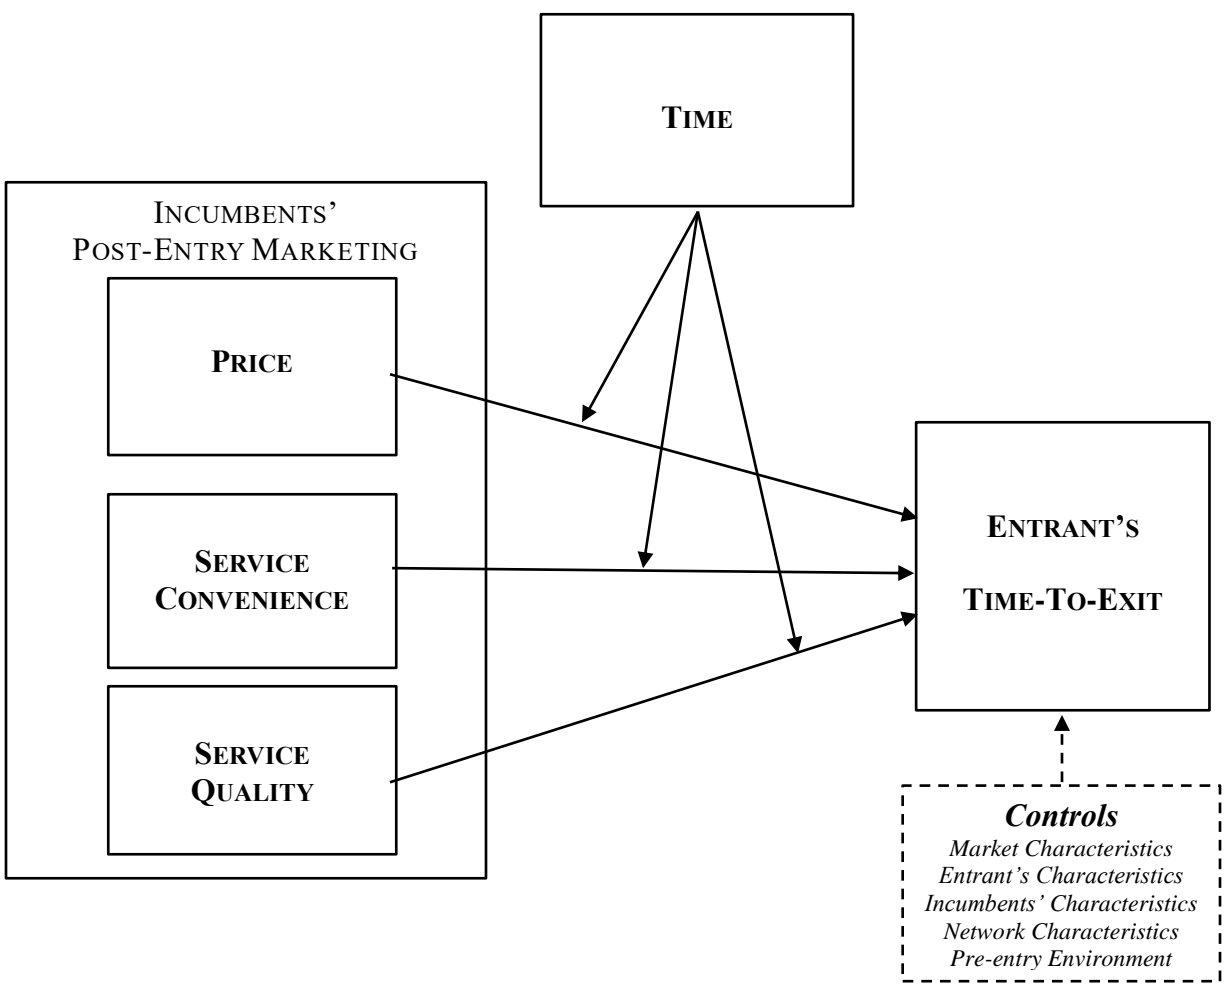 TIME
INCUMBENTS’
POST-ENTRY MARKETING
PRICE
SERVICE
CONVENIENCE
SERVICE
QUALITY
ENTRANT’S
TIME-TO-EXIT
Controls
Market Characteristics
Entrant’s Characteristics
Incumbents’ Characteristics
Network Characteristics
Pre-entry Environment